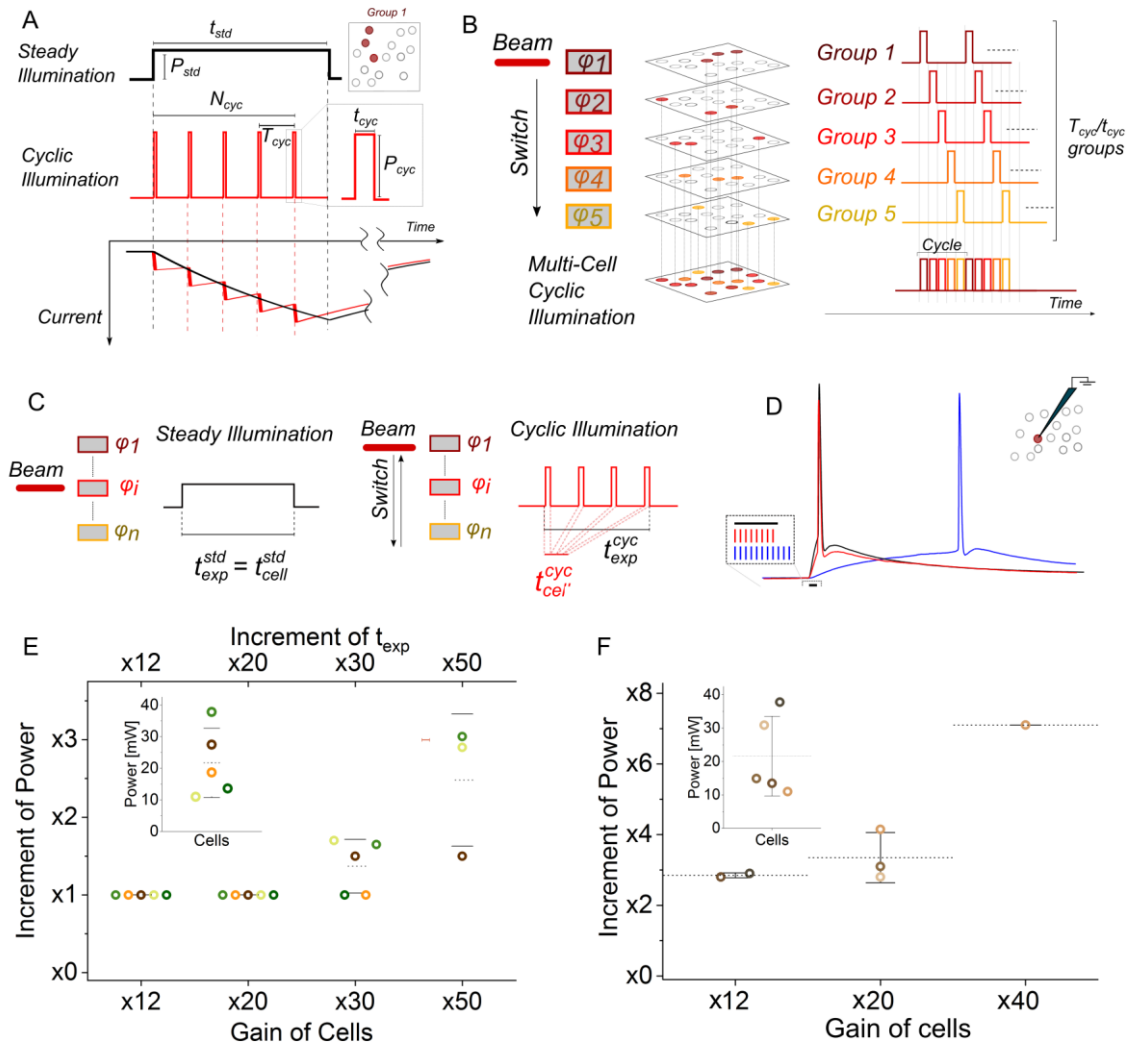 A
Steady
Illumination
t_std
P_std
Group 1
N_cyc
T_cyc
t_cyc
P_cyc
Cyclic
Illumination
Time
Current
B
Beam
Switch
φ1
φ2
φ3
φ4
φ5
Multi-Cell
Cyclic
Illumination
Group 1
Group 2
Group 3
Group 4
Group 5
T_cyc/t_cyc
groups
Cycle
Time
C
Steady Illumination
Beam
φ1
φi
φn
t_exp^std = t_cell^std
Cyclic Illumination
Beam
Switch
φ1
φi
φn
t_exp^cyc
t_cel''^cyc
D
E
Increment of t_exp
x12 x20 x30 x50
Increment of Power
x3
x2
x1
x0
Power [mW]
40
30
20
10
0
Cells
x12 x20 x30 x50
Gain of Cells
F
Increment of Power
x8
x6
x4
x2
x0
Power [mW]
40
30
20
10
0
Cells
x12 x20 x40
Gain of cells